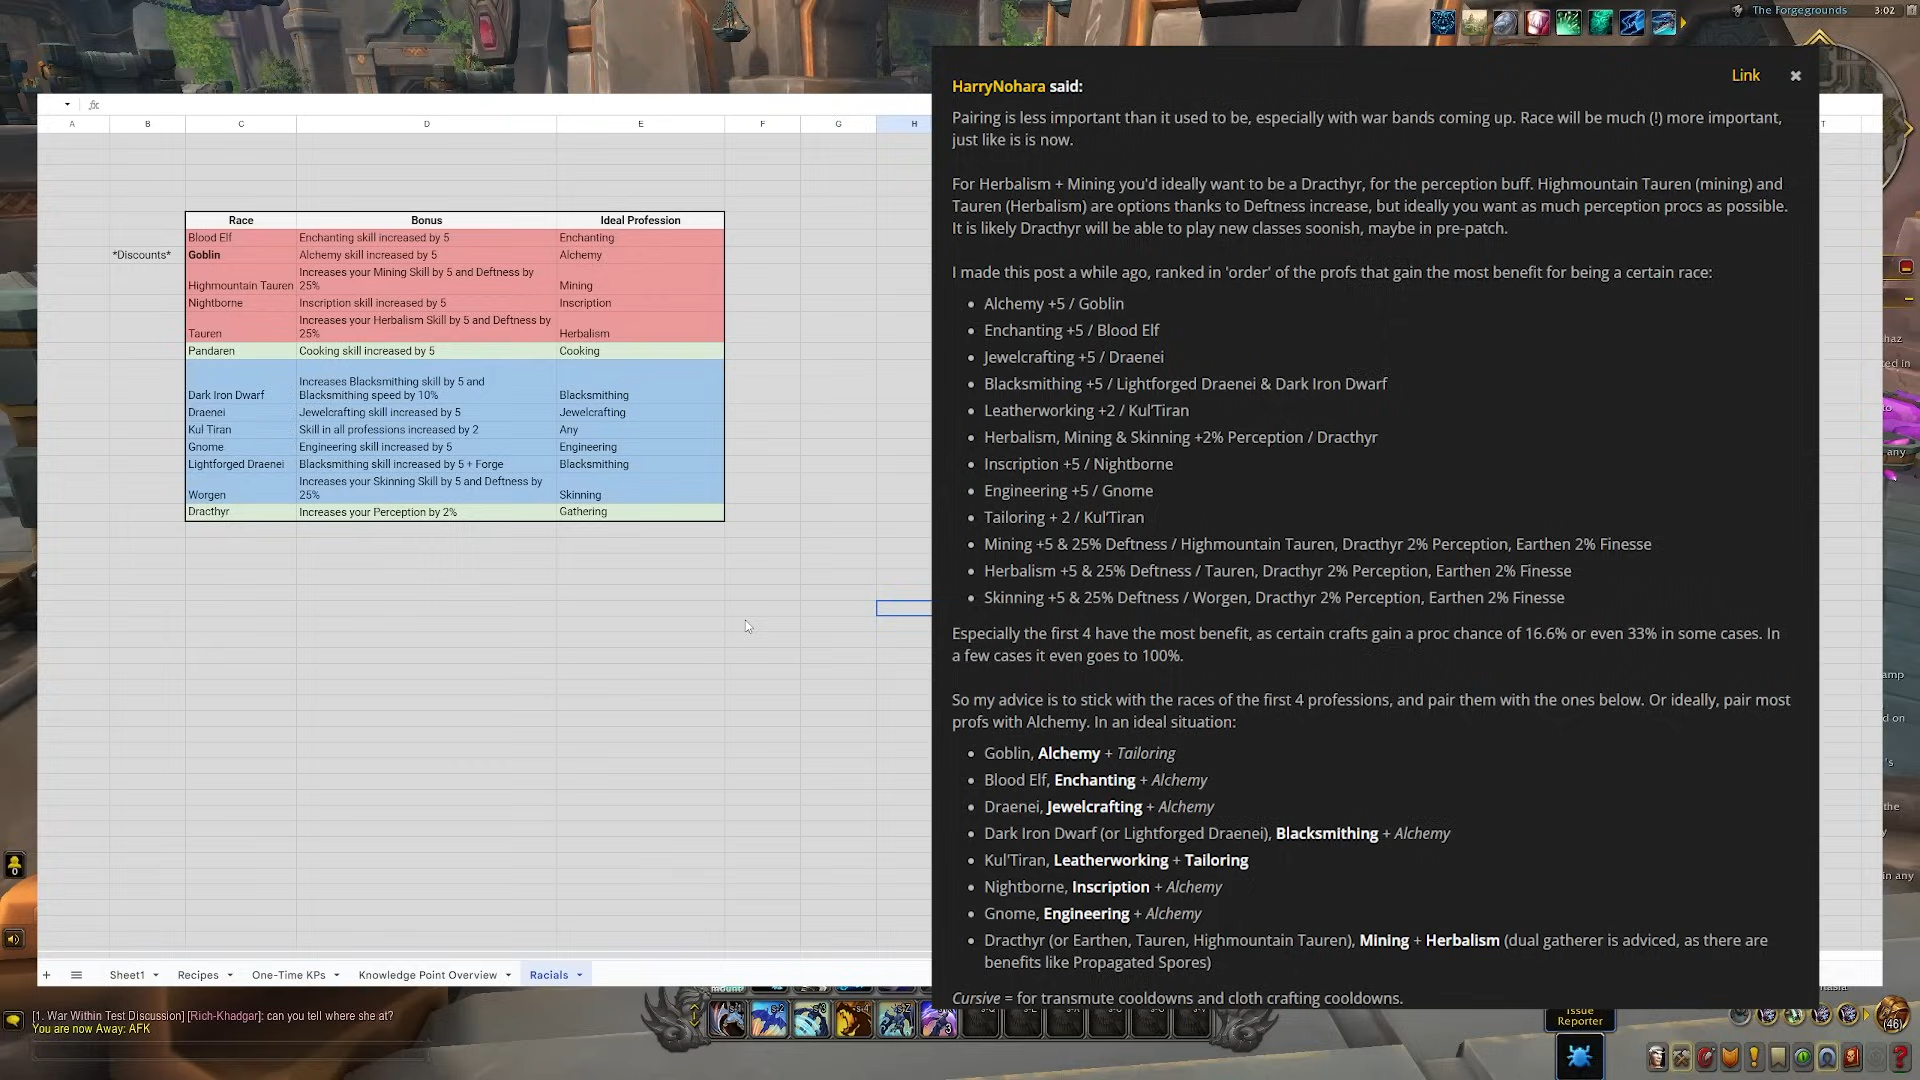 The Forgegrounds 3:02
fx
A B C D E F G H T
Race Bonus Ideal Profession
Blood Elf Enchanting skill increased by 5 Enchanting
*Discounts* Goblin Alchemy skill increased by 5 Alchemy
Increases your Mining Skill by 5 and Deftness by
Highmountain Tauren 25% Mining
Nightborne Inscription skill increased by 5 Inscription
Increases your Herbalism Skill by 5 and Deftness by
Tauren 25% Herbalism
Pandaren Cooking skill increased by 5 Cooking
Increases Blacksmithing skill by 5 and
Dark Iron Dwarf Blacksmithing speed by 10% Blacksmithing
Draenei Jewelcrafting skill increased by 5 Jewelcrafting
Kul Tiran Skill in all professions increased by 2 Any
Gnome Engineering skill increased by 5 Engineering
Lightforged Draenei Blacksmithing skill increased by 5 + Forge Blacksmithing
Increases your Skinning Skill by 5 and Deftness by
Worgen 25% Skinning
Dracthyr Increases your Perception by 2% Gathering
HarryNohara said:
Link
Pairing is less important than it used to be, especially with war bands coming up. Race will be much (!) more important,
just like is is now.
For Herbalism + Mining you'd ideally want to be a Dracthyr, for the perception buff. Highmountain Tauren (mining) and
Tauren (Herbalism) are options thanks to Deftness increase, but ideally you want as much perception procs as possible.
It is likely Dracthyr will be able to play new classes soonish, maybe in pre-patch.
I made this post a while ago, ranked in 'order' of the profs that gain the most benefit for being a certain race:
• Alchemy +5 / Goblin
• Enchanting +5 / Blood Elf
• Jewelcrafting +5 / Draenei
• Blacksmithing +5 / Lightforged Draenei & Dark Iron Dwarf
• Leatherworking +2 / Kul'Tiran
• Herbalism, Mining & Skinning +2% Perception / Dracthyr
• Inscription +5 / Nightborne
• Engineering +5 / Gnome
• Tailoring + 2 / Kul'Tiran
• Mining +5 & 25% Deftness / Highmountain Tauren, Dracthyr 2% Perception, Earthen 2% Finesse
• Herbalism +5 & 25% Deftness / Tauren, Dracthyr 2% Perception, Earthen 2% Finesse
• Skinning +5 & 25% Deftness / Worgen, Dracthyr 2% Perception, Earthen 2% Finesse
Especially the first 4 have the most benefit, as certain crafts gain a proc chance of 16.6% or even 33% in some cases. In
a few cases it even goes to 100%.
So my advice is to stick with the races of the first 4 professions, and pair them with the ones below. Or ideally, pair most
profs with Alchemy. In an ideal situation:
• Goblin, Alchemy + Tailoring
• Blood Elf, Enchanting + Alchemy
• Draenei, Jewelcrafting + Alchemy
• Dark Iron Dwarf (or Lightforged Draenei), Blacksmithing + Alchemy
• Kul'Tiran, Leatherworking + Tailoring
• Nightborne, Inscription + Alchemy
• Gnome, Engineering + Alchemy
• Dracthyr (or Earthen, Tauren, Highmountain Tauren), Mining + Herbalism (dual gatherer is adviced, as there are
benefits like Propagated Spores)
Cursive = for transmute cooldowns and cloth crafting cooldowns.
Sheet1 Recipes One-Time KPs Knowledge Point Overview Racials
[1. War Within Test Discussion] [Rich-Khadgar]: can you tell where she at?
You are now Away: AFK
Issue
Reporter
(46)